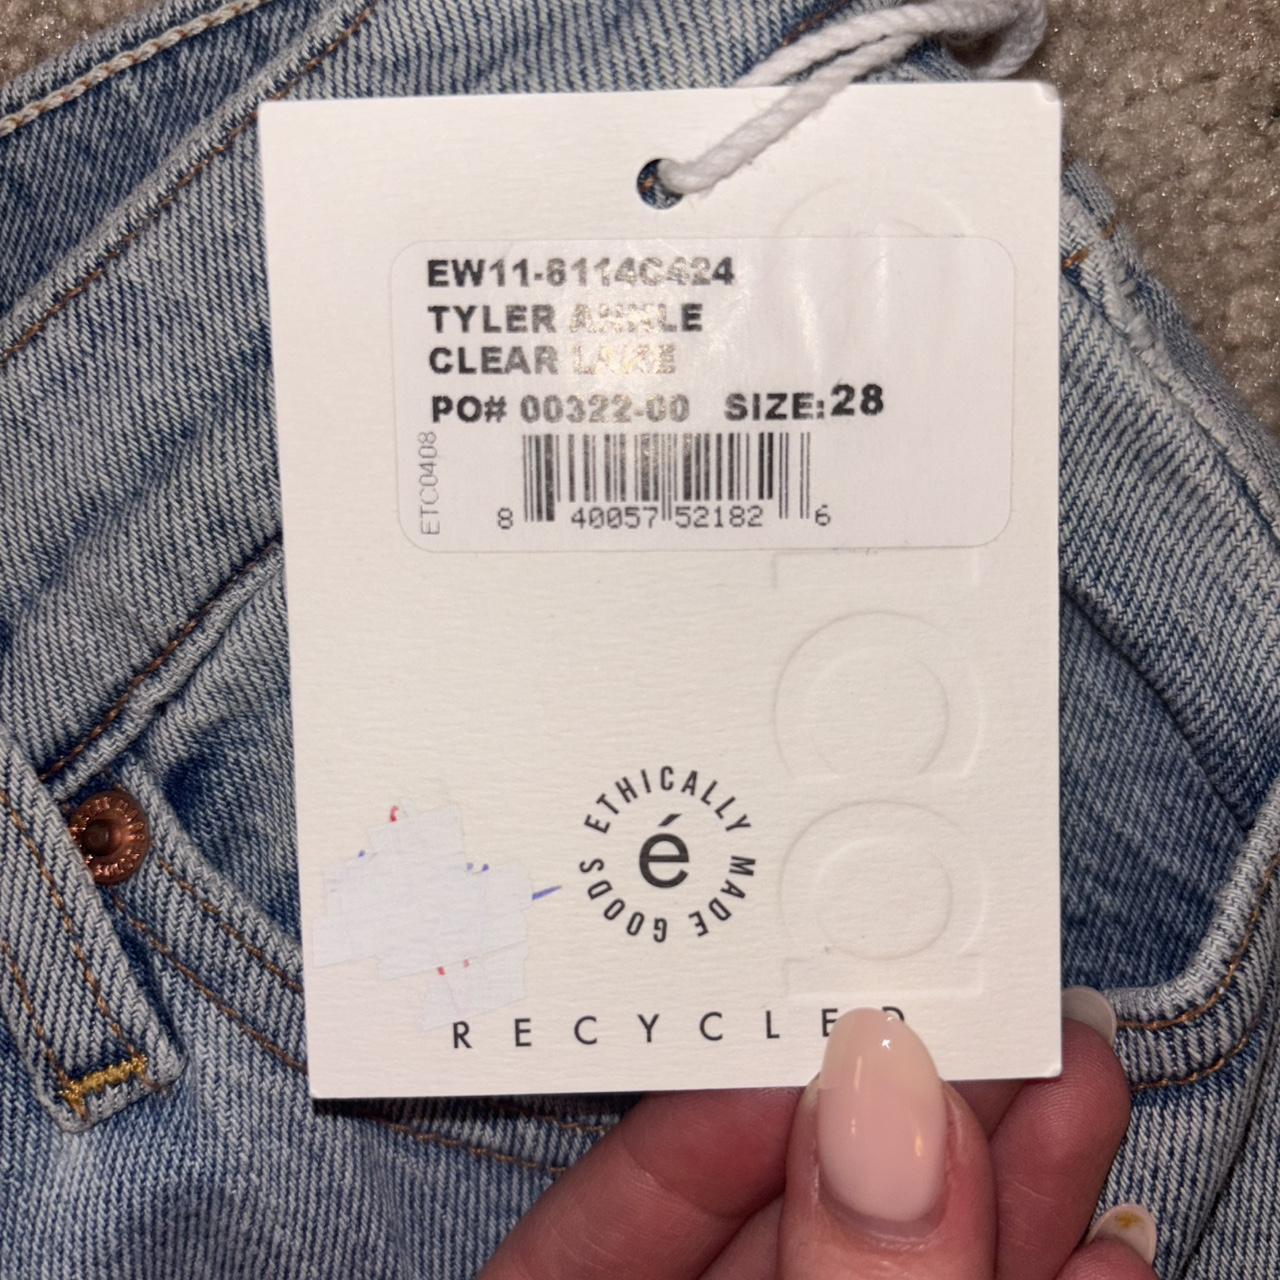 EW11-8114C424
TYLER ANKLE
CLEAR LAKE
PO# 00322-00 SIZE:28
ETC0408
8 40057 52182 6
ETHICALLY MADE GOODS
é
RECYCLED